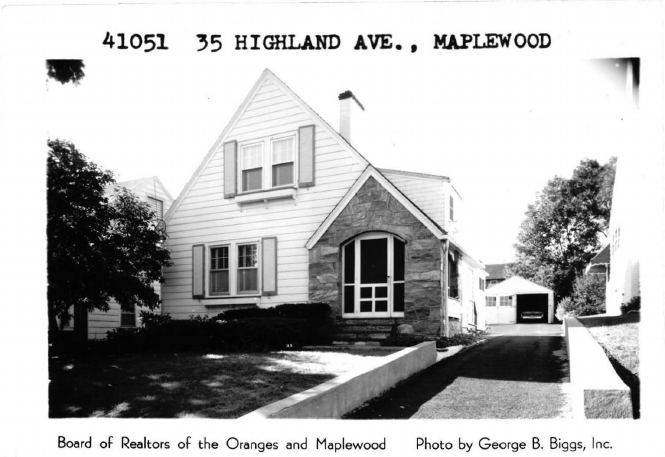 41051 35 HIGHLAND AVE., MAPLEWOOD
Board of Realtors of the Oranges and Maplewood Photo by George B. Biggs, Inc.